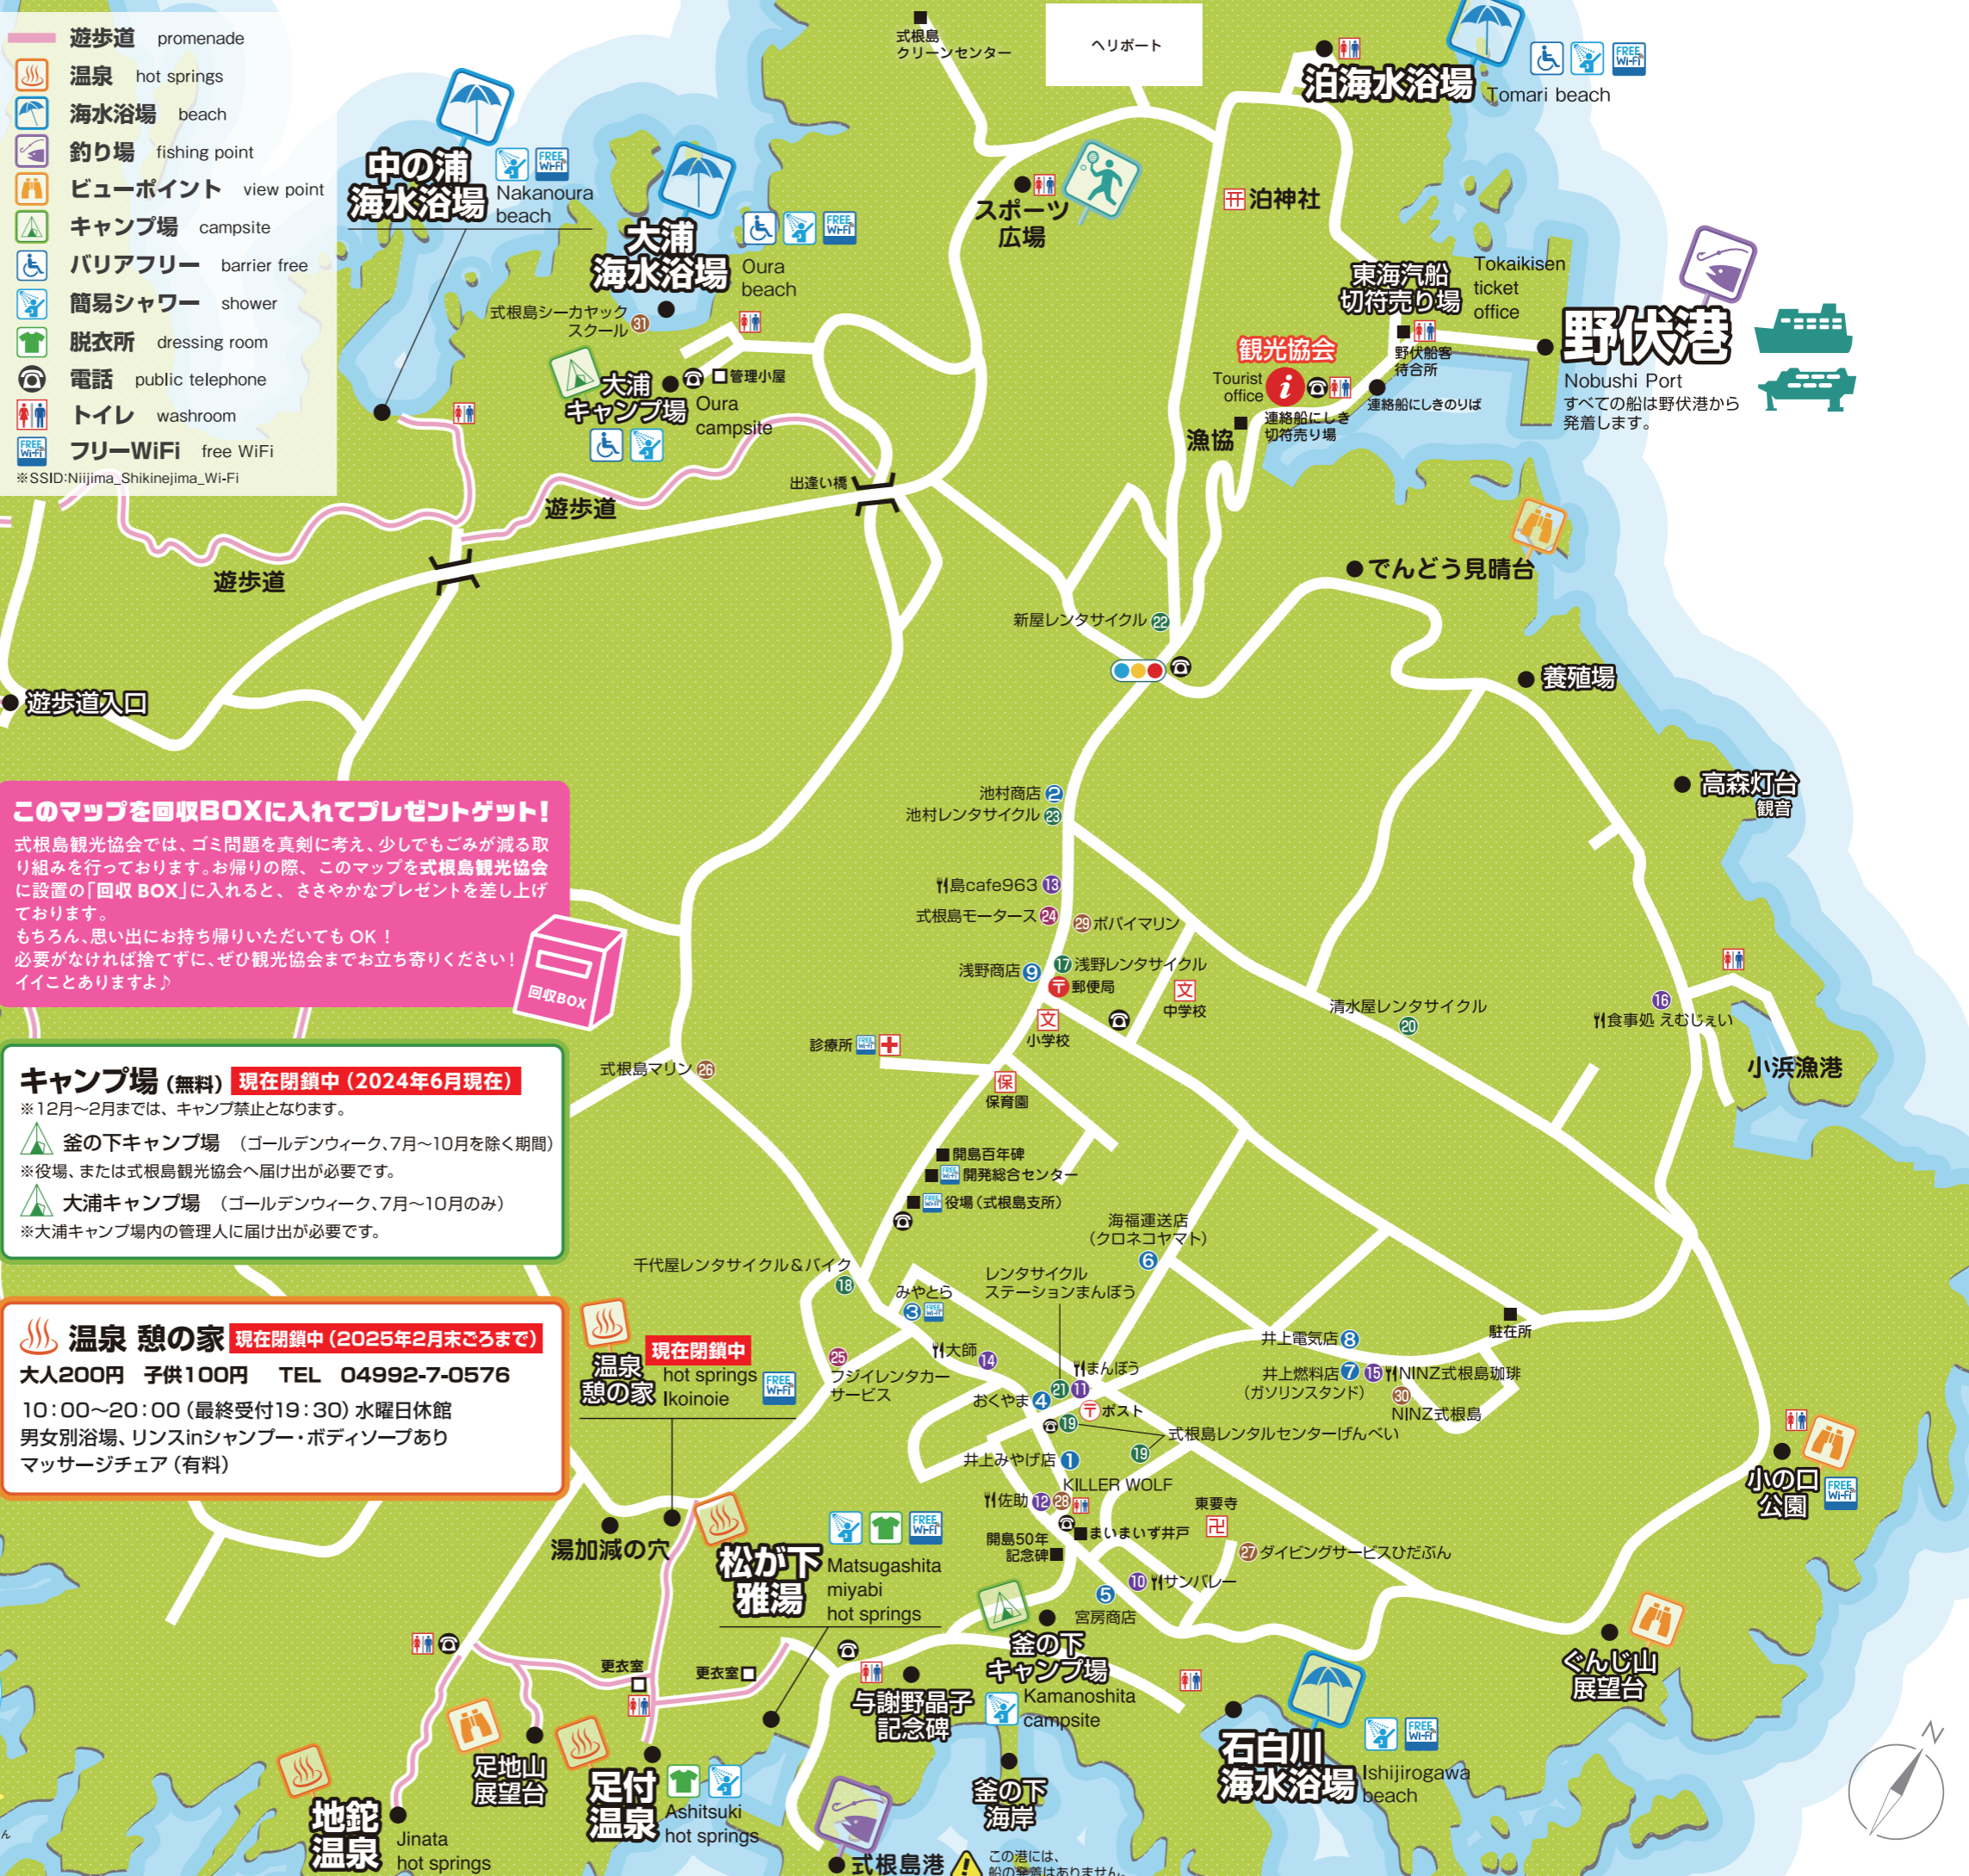 遊歩道 promenade
温泉 hot springs
海水浴場 beach
釣り場 fishing point
ビューポイント view point
キャンプ場 campsite
バリアフリー barrier free
簡易シャワー shower
脱衣所 dressing room
電話 public telephone
トイレ washroom
フリーWiFi free WiFi
※SSID:Niijima_Shikinejima_Wi-Fi
式根島
クリーンセンター
ヘリポート
泊海水浴場
Tomari beach
FREE Wi-Fi
中の浦
海水浴場
Nakanoura
beach
FREE Wi-Fi
大浦
海水浴場
Oura
beach
FREE Wi-Fi
スポーツ
広場
泊神社
東海汽船
切符売り場
Tokaikisen
ticket
office
野伏船客
待合所
野伏港
Nobushi Port
すべての船は野伏港から
発着します。
観光協会
Tourist
office
i
連絡船にしき
切符売り場
連絡船にしきのりば
漁協
式根島シーカヤック
スクール 31
大浦
キャンプ場
Oura
campsite
管理小屋
出逢い橋
遊歩道
遊歩道
遊歩道入口
でんどう見晴台
新屋レンタサイクル 22
養殖場
高森灯台
観音
池村商店 2
池村レンタサイクル 23
島cafe963 13
式根島モータース 24
29 ポパイマリン
浅野商店 9
17 浅野レンタサイクル
〒 郵便局
文
中学校
文
小学校
清水屋レンタサイクル
20
16
食事処 えむじぇい
小浜漁港
診療所 FREE Wi-Fi
保
保育園
式根島マリン 26
開島百年碑
FREE Wi-Fi 開発総合センター
FREE Wi-Fi 役場(式根島支所)
このマップを回収BOXに入れてプレゼントゲット!
式根島観光協会では、ゴミ問題を真剣に考え、少しでもごみが減る取
り組みを行っております。お帰りの際、このマップを式根島観光協会
に設置の「回収 BOX」に入れると、ささやかなプレゼントを差し上げ
ております。
もちろん、思い出にお持ち帰りいただいても OK !
必要がなければ捨てずに、ぜひ観光協会までお立ち寄りください!
イイことありますよ♪
回収BOX
キャンプ場(無料) 現在閉鎖中(2024年6月現在)
※12月~2月までは、キャンプ禁止となります。
釜の下キャンプ場 (ゴールデンウィーク、7月~10月を除く期間)
※役場、または式根島観光協会へ届け出が必要です。
大浦キャンプ場 (ゴールデンウィーク、7月~10月のみ)
※大浦キャンプ場内の管理人に届け出が必要です。
温泉 憩の家 現在閉鎖中(2025年2月末ごろまで)
大人200円 子供100円 TEL 04992-7-0576
10:00~20:00(最終受付19:30)水曜日休館
男女別浴場、リンスinシャンプー・ボディソープあり
マッサージチェア(有料)
海福運送店
(クロネコヤマト)
6
千代屋レンタサイクル&バイク
18
レンタサイクル
ステーションまんぼう
みやとら
3 FREE Wi-Fi
現在閉鎖中
温泉
憩の家
hot springs
Ikoinoie
FREE Wi-Fi
25
フジイレンタカー
サービス
大師 14
まんぼう
21 11
おくやま 4
〒 ポスト
19
19
式根島レンタルセンターげんべい
井上電気店 8
井上燃料店 7
(ガソリンスタンド)
15 NINZ式根島珈琲
30
NINZ式根島
駐在所
井上みやげ店 1
KILLER WOLF
佐助 12 28
開島50年
記念碑
まいまいず井戸
東要寺
卍
27 ダイビングサービスひだぶん
10 サンバレー
5
宮房商店
小の口
公園
FREE Wi-Fi
湯加減の穴
松が下
雅湯
Matsugashita
miyabi
hot springs
FREE Wi-Fi
更衣室
更衣室
釜の下
キャンプ場
Kamanoshita
campsite
与謝野晶子
記念碑
釜の下
海岸
ぐんじ山
展望台
石白川
海水浴場
Ishijirogawa
beach
FREE Wi-Fi
足地山
展望台
足付
温泉
Ashitsuki
hot springs
地鉈
温泉
Jinata
hot springs
式根島港
この港には、
船の発着はありません。
N
ん